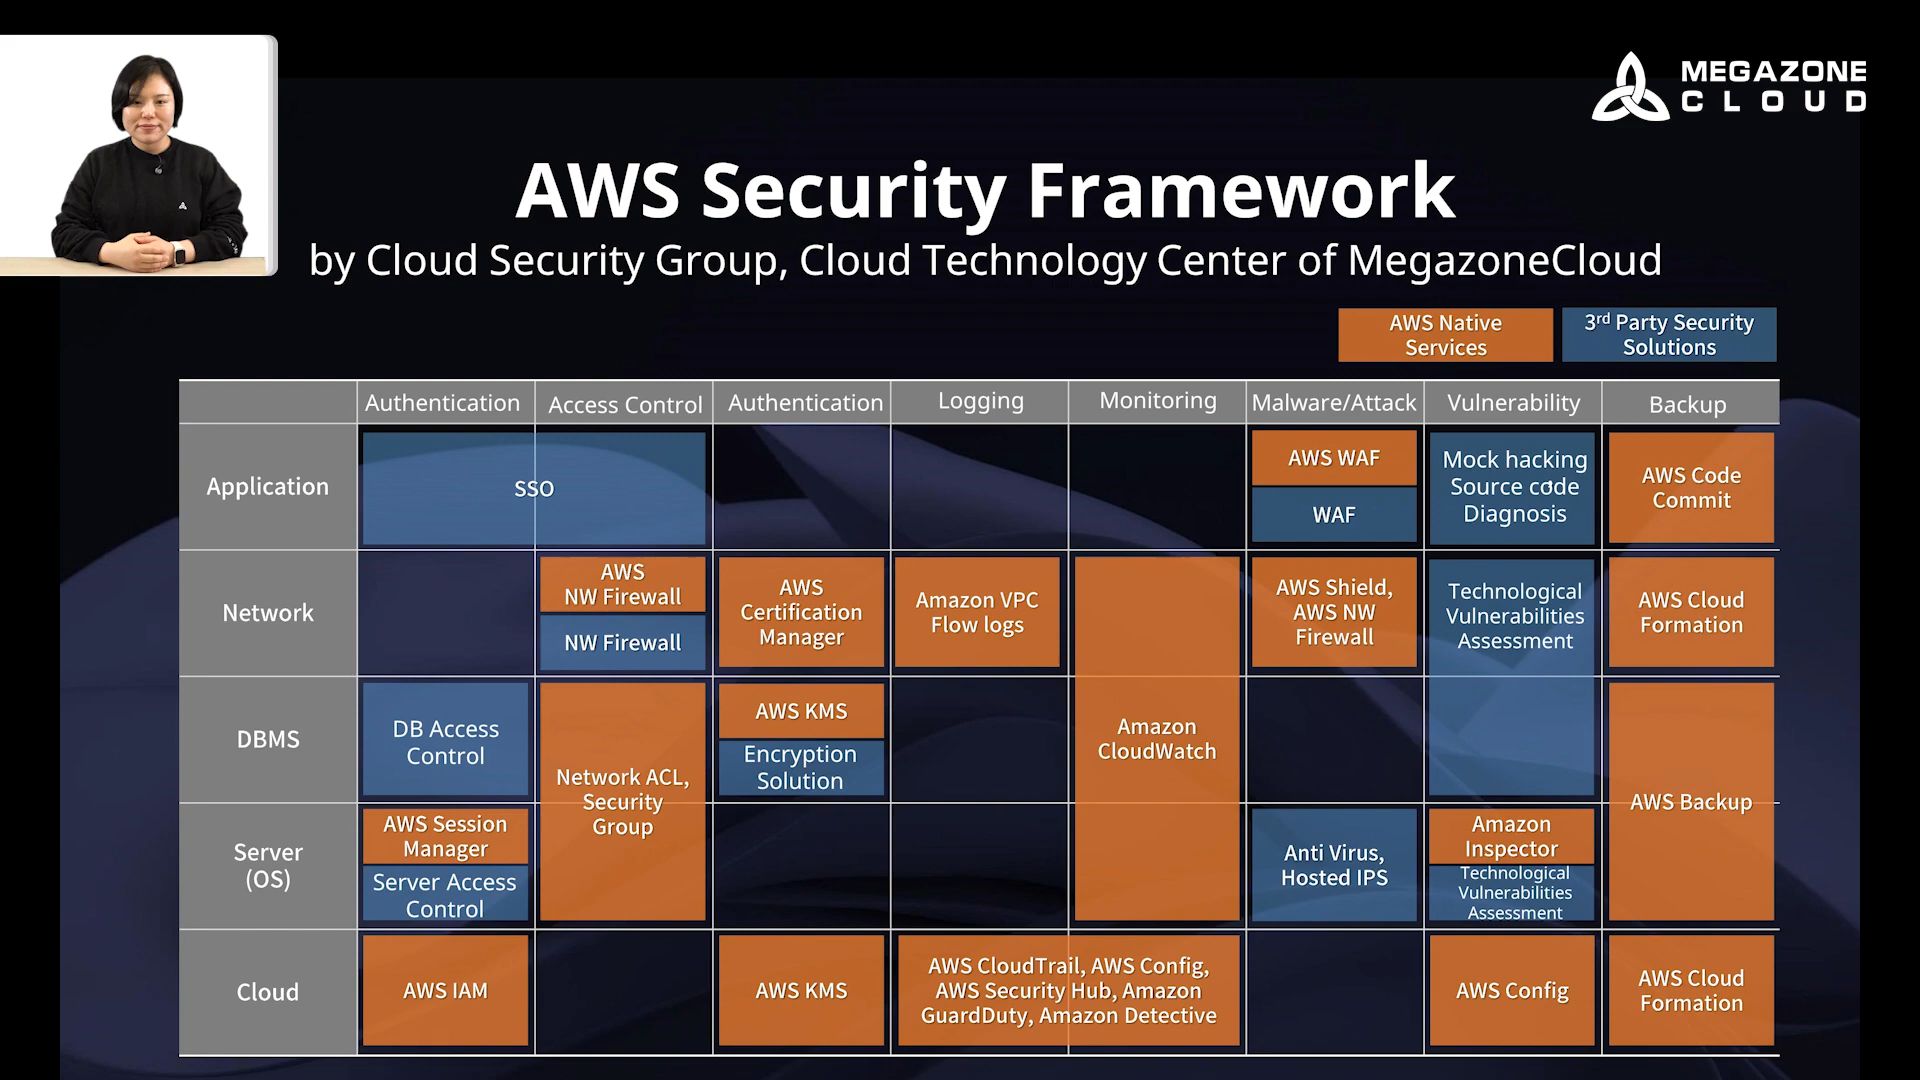 MEGAZONE
CLOUD
AWS Security Framework
by Cloud Security Group, Cloud Technology Center of MegazoneCloud
AWS Native
Services
3rd Party Security
Solutions
Authentication
Access Control
Authentication
Logging
Monitoring
Malware/Attack
Vulnerability
Backup
Application
SSO
AWS WAF
WAF
Mock hacking
Source code
Diagnosis
AWS Code
Commit
Network
AWS
NW Firewall
NW Firewall
AWS
Certification
Manager
Amazon VPC
Flow logs
AWS Shield,
AWS NW
Firewall
Technological
Vulnerabilities
Assessment
AWS Cloud
Formation
DBMS
DB Access
Control
Network ACL,
Security
Group
AWS KMS
Encryption
Solution
Amazon
CloudWatch
AWS Backup
Server
(OS)
AWS Session
Manager
Server Access
Control
Anti Virus,
Hosted IPS
Amazon
Inspector
Technological
Vulnerabilities
Assessment
Cloud
AWS IAM
AWS KMS
AWS CloudTrail, AWS Config,
AWS Security Hub, Amazon
GuardDuty, Amazon Detective
AWS Config
AWS Cloud
Formation